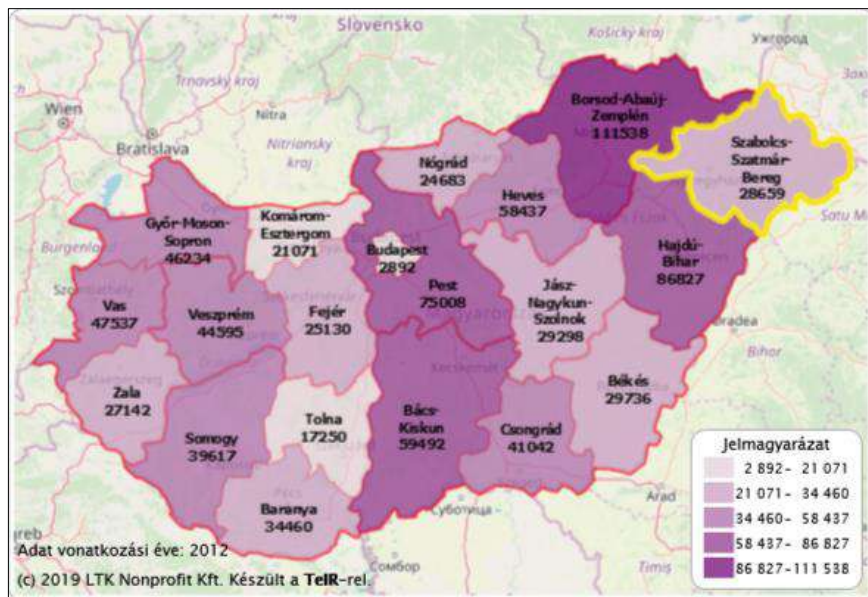 Slovensko
Košický kraj
Ужгород
Trnavský kraj
Wien
Nitra
Bratislava
Nitriansky kraj
Borsod-Abaúj-
Zemplén
111538
Szabolcs-
Szatmár-
Bereg
28659
Nógrád
24683
Heves
58437
Satu M
Győr-Moson-
Sopron
46234
Komárom-
Esztergom
21071
Burgenland
Budapest
2892
Hajdú-
Bihar
86827
Pest
75008
Jász-
Nagykun-
Szolnok
29298
Vas
47537
Veszprém
44595
Fejér
25130
Oradea
Bihor
Zala
27142
Békés
29736
Tolna
17250
Bács-
Kiskun
59492
Csongrád
41042
Somogy
39617
Baranya
34460
Arad
Суботица
Сомбор
Timiș
greb
Jelmagyarázat
2 892- 21 071
21 071- 34 460
34 460- 58 437
58 437- 86 827
86 827-111 538
Adat vonatkozási éve: 2012
(c) 2019 LTK Nonprofit Kft. Készült a TeIR-rel.